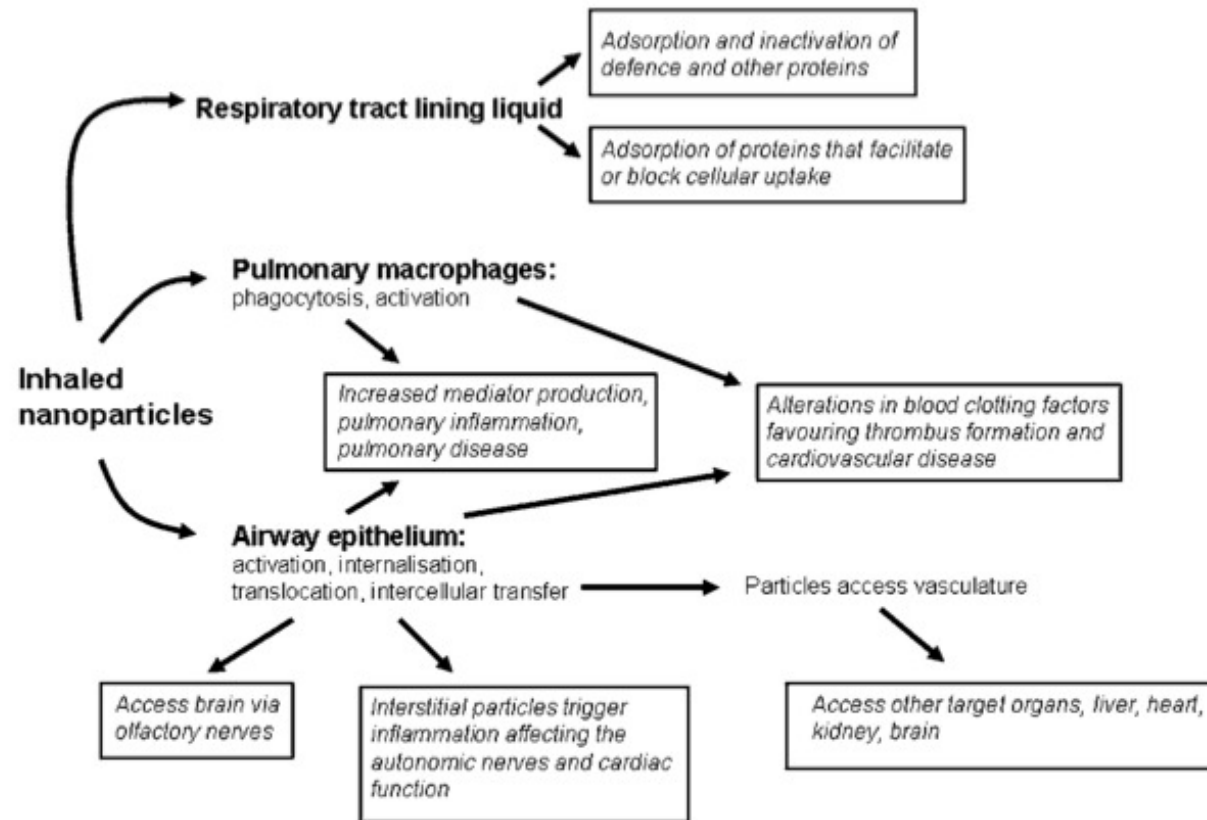 Adsorption and inactivation of
defence and other proteins
Respiratory tract lining liquid
Adsorption of proteins that facilitate
or block cellular uptake
Pulmonary macrophages:
phagocytosis, activation
Inhaled
nanoparticles
Increased mediator production,
pulmonary inflammation,
pulmonary disease
Alterations in blood clotting factors
favouring thrombus formation and
cardiovascular disease
Airway epithelium:
activation, internalisation,
translocation, intercellular transfer
Particles access vasculature
Access brain via
olfactory nerves
Interstitial particles trigger
inflammation affecting the
autonomic nerves and cardiac
function
Access other target organs, liver, heart,
kidney, brain